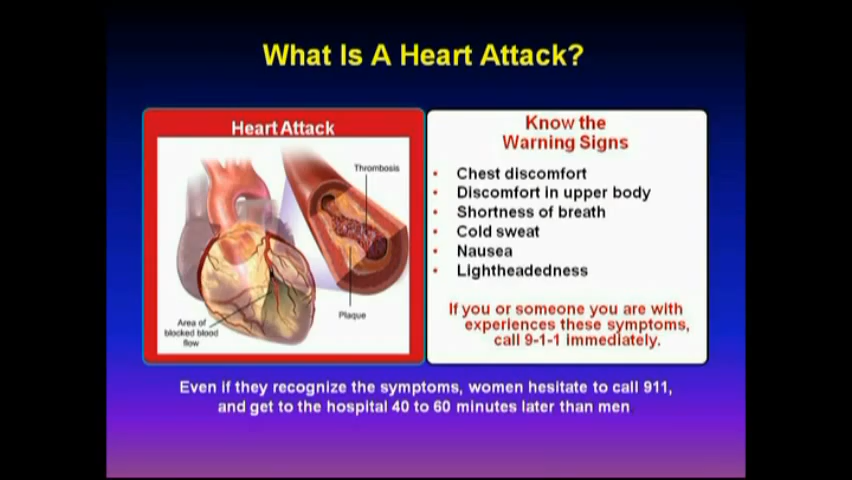 What Is A Heart Attack?
Heart Attack
Thrombosis
Plaque
Area of
blocked blood
flow
Know the
Warning Signs
• Chest discomfort
• Discomfort in upper body
• Shortness of breath
• Cold sweat
• Nausea
• Lightheadedness
If you or someone you are with
experiences these symptoms,
call 9-1-1 immediately.
Even if they recognize the symptoms, women hesitate to call 911,
and get to the hospital 40 to 60 minutes later than men.